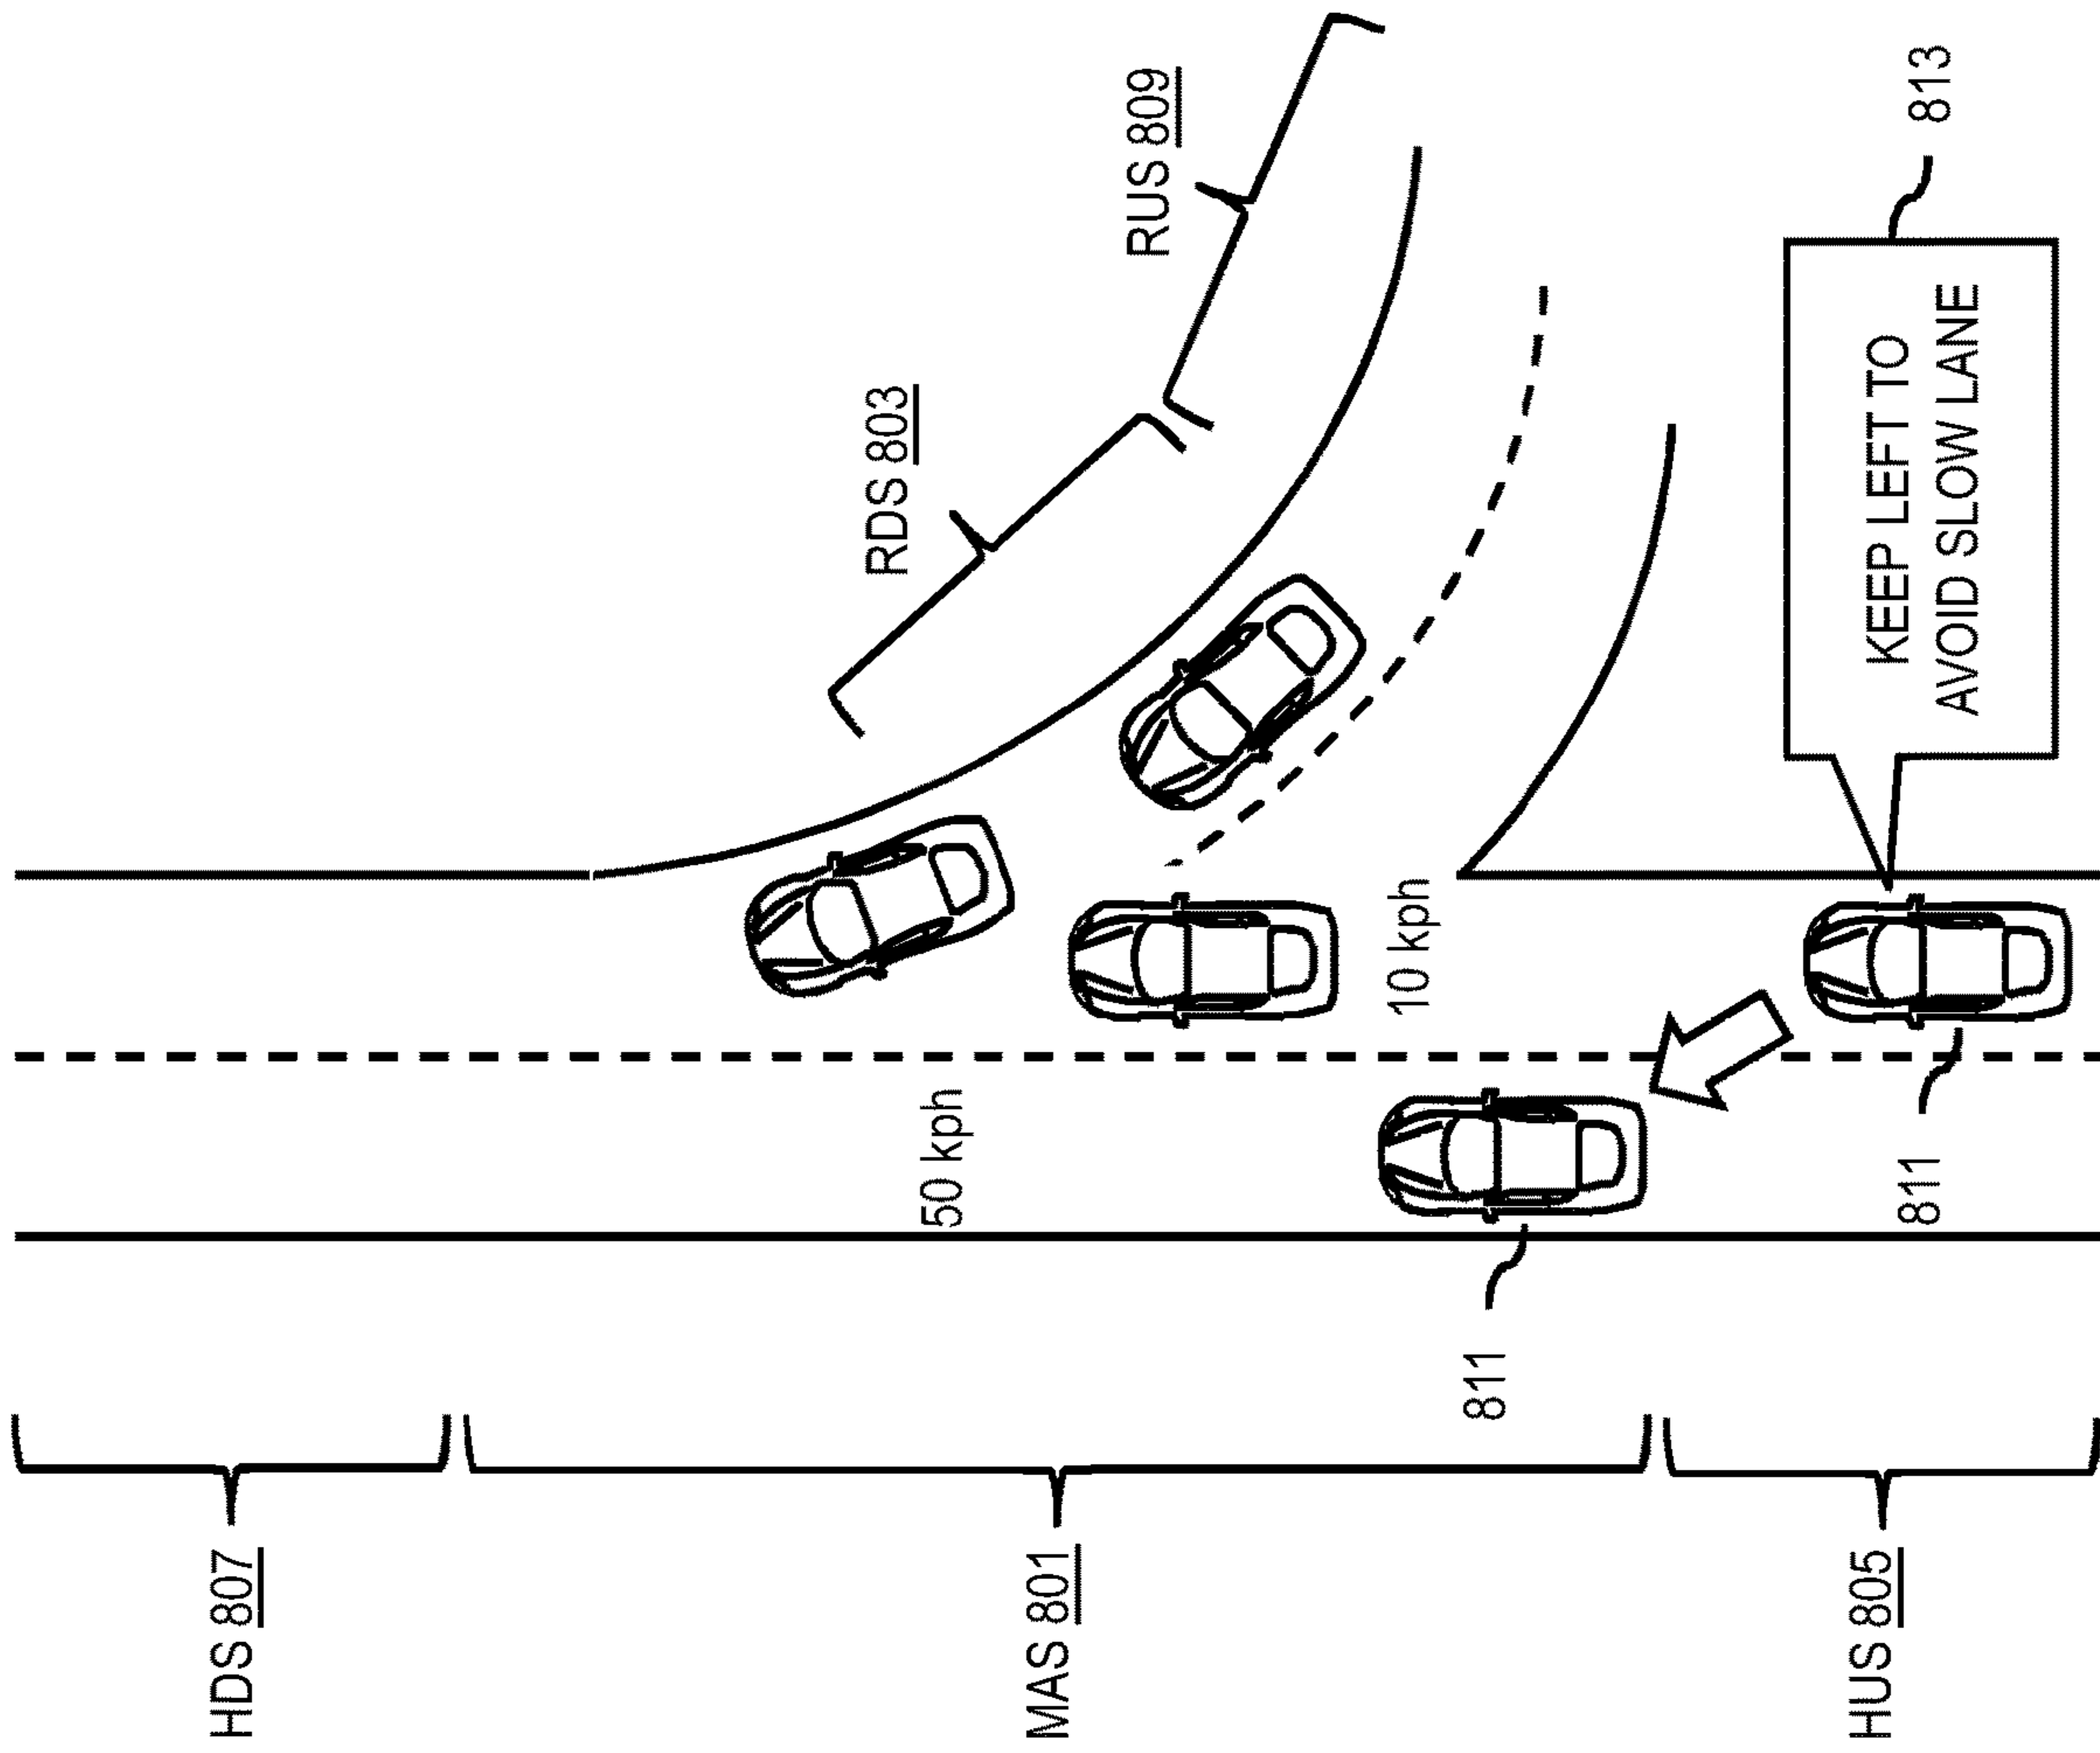 HDS 807
MAS 801
HUS 805
811
811
50 kph
10 kph
RDS 803
RUS 809
KEEP LEFT TO
AVOID SLOW LANE
813